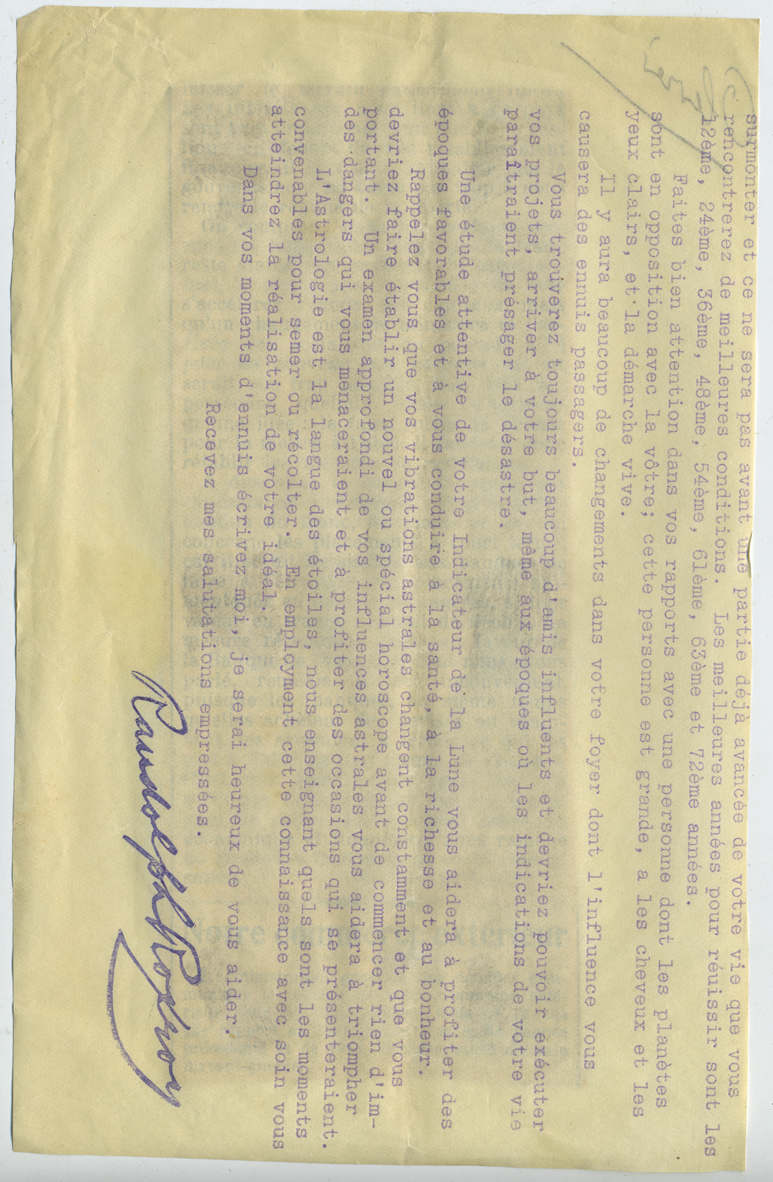 surmonter et ce ne sera pas avant une partie déjà avancée de votre vie que vous
rencontrerez de meilleures conditions. Les meilleures années pour réussir sont les
12ème, 24ème, 36ème, 48ème, 54ème, 61ème, 63ème et 72ème années.
Faites bien attention dans vos rapports avec une personne dont les planètes
sont en opposition avec la vôtre; cette personne est grande, a les cheveux et les
yeux clairs, et la démarche vive.
Il y aura beaucoup de changements dans votre foyer dont l'influence vous
causera des ennuis passagers.
Vous trouverez toujours beaucoup d'amis influents et devriez pouvoir exécuter
vos projets, arriver à votre but, même aux époques où les indications de votre vie
paraîtraient présager le désastre.
Une étude attentive de votre Indicateur de la Lune vous aidera à profiter des
époques favorables et à vous conduire à la santé, à la richesse et au bonheur.
Rappelez vous que vos vibrations astrales changent constamment et que vous
devriez faire établir un nouvel ou spécial horoscope avant de commencer rien d'im-
portant. Un examen approfondi de vos influences astrales vous aidera à triompher
des dangers qui vous menaceraient et à profiter des occasions qui se présenteraient.
L'Astrologie est la langue des étoiles, nous enseignant quels sont les moments
convenables pour semer ou récolter. En employment cette connaissance avec soin vous
atteindrez la réalisation de votre idéal.
Dans vos moments d'ennuis écrivez moi, je serai heureux de vous aider.
Recevez mes salutations empressées.